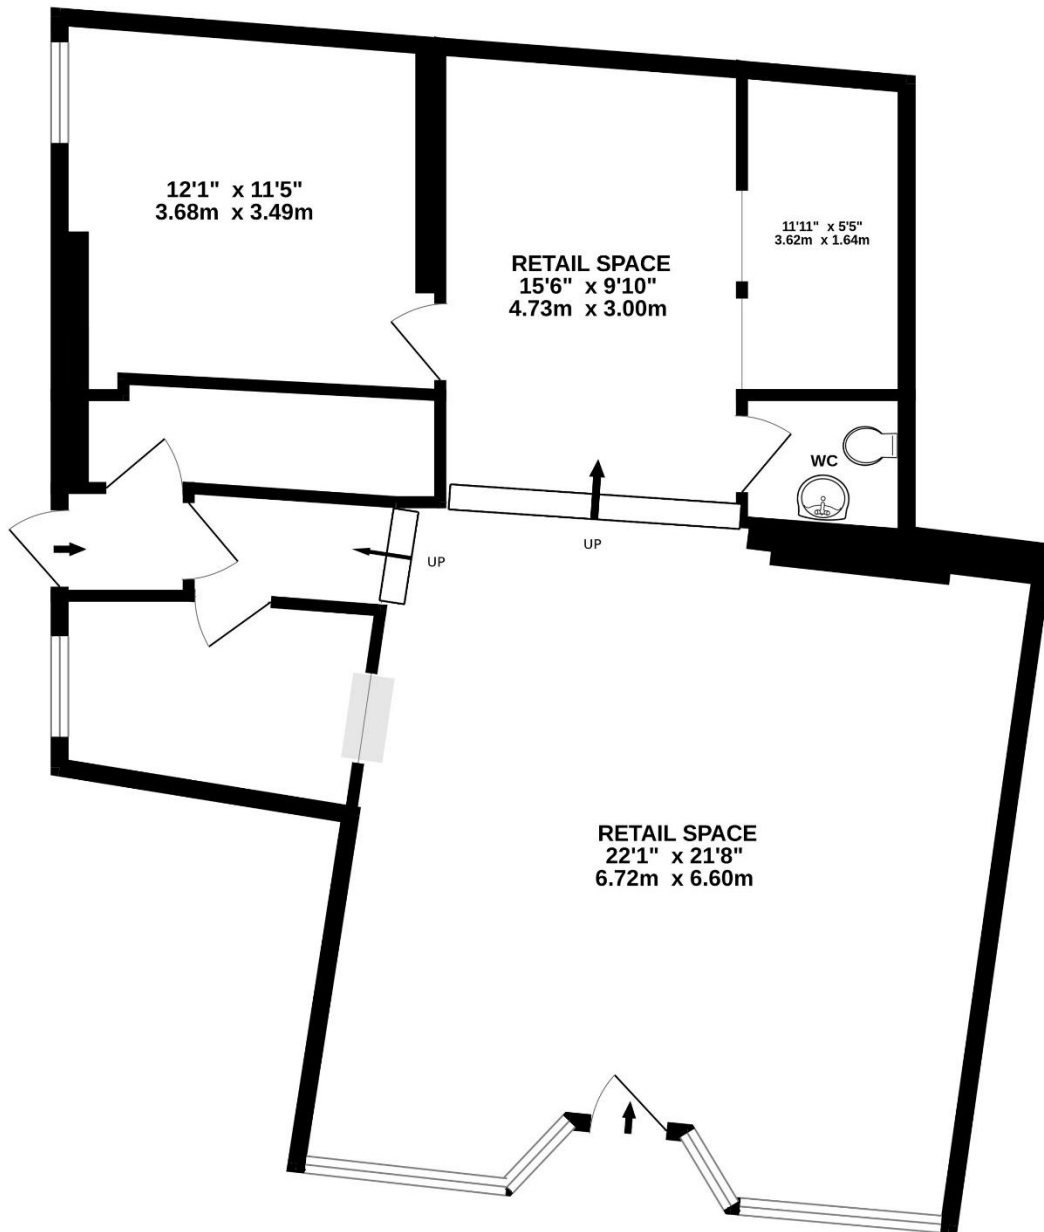 12'1" x 11'5"
3.68m x 3.49m
11'11" x 5'5"
3.62m x 1.64m
RETAIL SPACE
15'6" x 9'10"
4.73m x 3.00m
WC
UP
UP
RETAIL SPACE
22'1" x 21'8"
6.72m x 6.60m